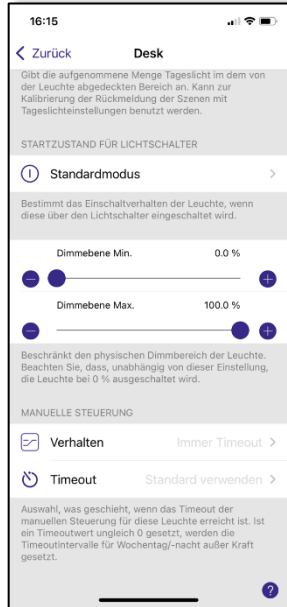 16:15
Zurück
Desk
Gibt die aufgenommene Menge Tageslicht im dem von
der Leuchte abgedeckten Bereich an. Kann zur
Kalibrierung der Rückmeldung der Szenen mit
Tageslichteinstellungen benutzt werden.
STARTZUSTAND FÜR LICHTSCHALTER
Standardmodus
Bestimmt das Einschaltverhalten der Leuchte, wenn
diese über den Lichtschalter eingeschaltet wird.
Dimmebene Min. 0.0 %
Dimmebene Max. 100.0 %
Beschränkt den physischen Dimmbereich der Leuchte.
Beachten Sie, dass, unabhängig von dieser Einstellung,
die Leuchte bei 0 % ausgeschaltet wird.
MANUELLE STEUERUNG
Verhalten Immer Timeout
Timeout Standard verwenden
Auswahl, was geschieht, wenn das Timeout der
manuellen Steuerung für diese Leuchte erreicht ist. Ist
ein Timeoutwert ungleich 0 gesetzt, werden die
Timeoutintervalle für Wochentag/-nacht außer Kraft
gesetzt.
?